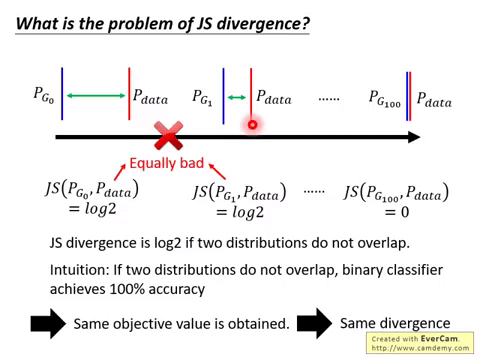 What is the problem of JS divergence?
P_{G_0} P_{data} P_{G_1} P_{data} …… P_{G_{100}} P_{data}
Equally bad
JS(P_{G_0}, P_{data}) JS(P_{G_1}, P_{data}) …… JS(P_{G_{100}}, P_{data})
= log2 = log2 = 0
JS divergence is log2 if two distributions do not overlap.
Intuition: If two distributions do not overlap, binary classifier
achieves 100% accuracy
Same objective value is obtained. Same divergence
Created with EverCam.
http://www.camdemy.com